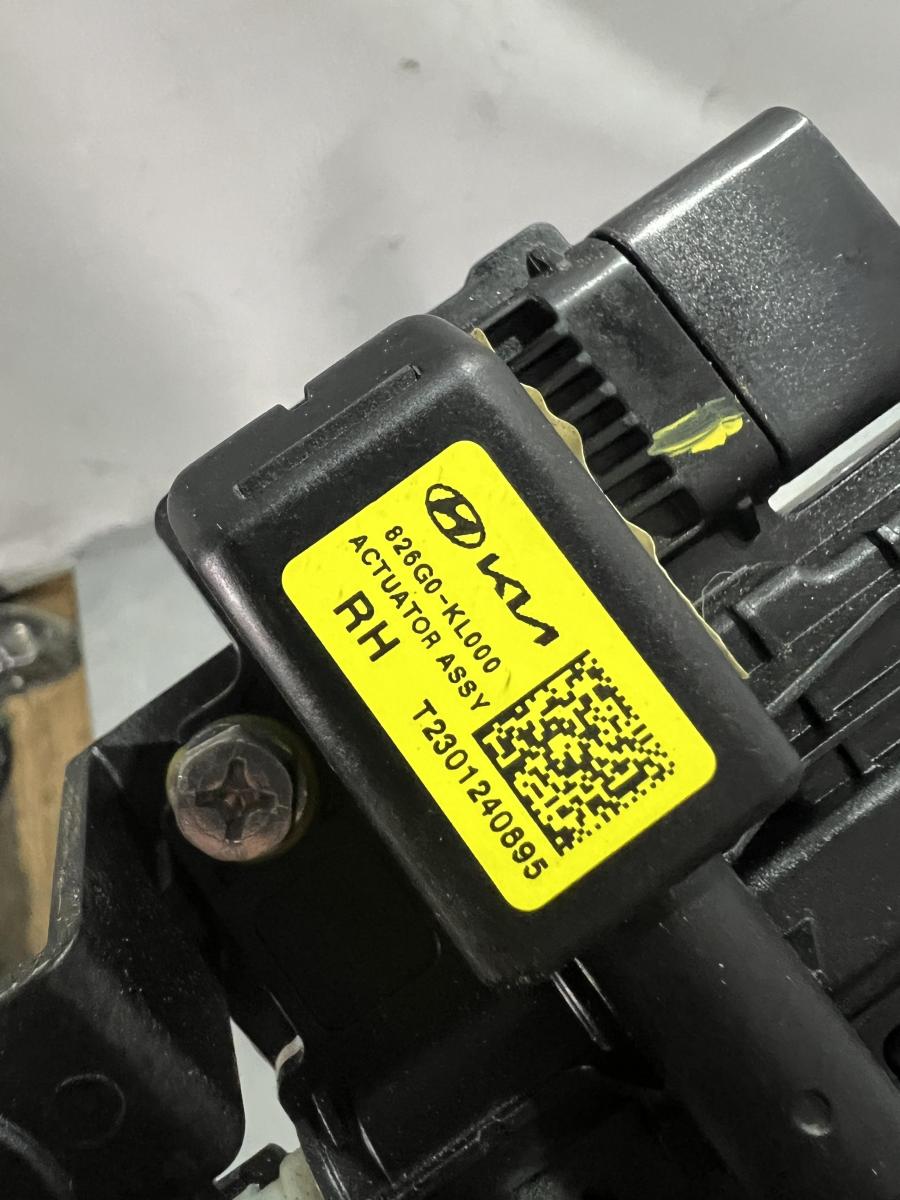 KIA
826G0-KL000
ACTUATOR ASSY
RH
T2301240895